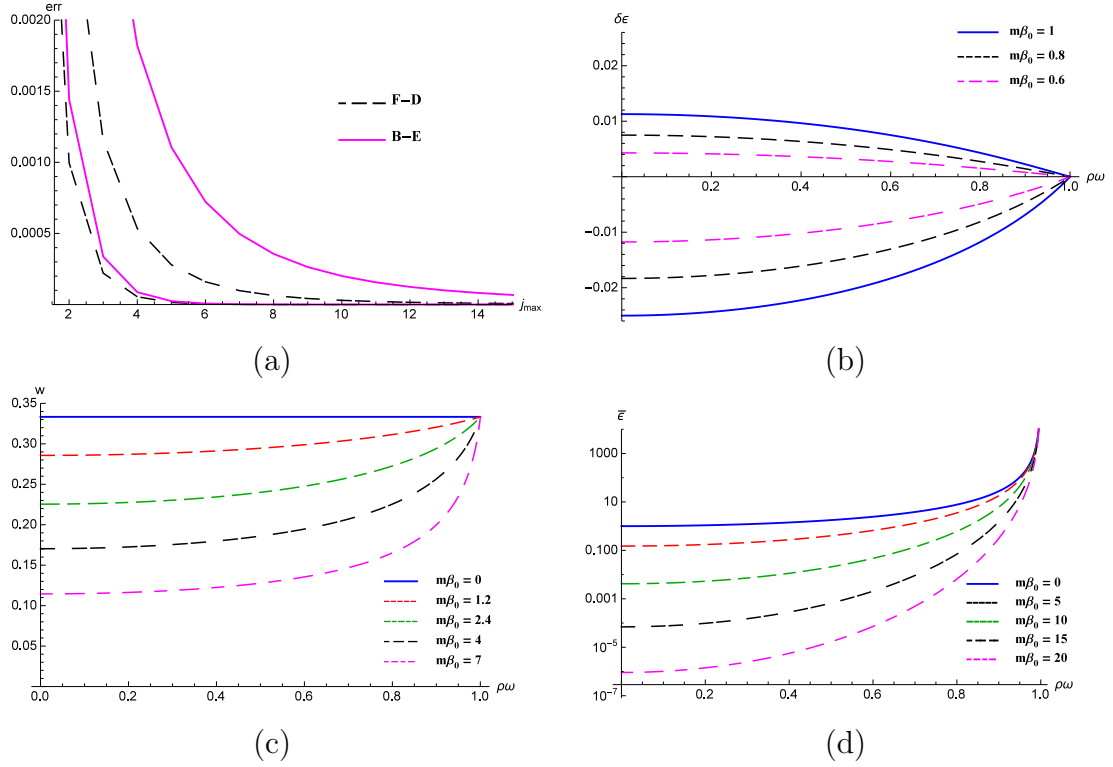 err
0.0020
0.0015
0.0010
0.0005
2 4 6 8 10 12 14 j_max
F-D
B-E
(a)
δϵ
0.02
0.01
-0.01
-0.02
0.2 0.4 0.6 0.8 1.0 ρω
mβ₀ = 1
mβ₀ = 0.8
mβ₀ = 0.6
(b)
w
0.35
0.30
0.25
0.20
0.15
0.10
0.05
0.0 0.2 0.4 0.6 0.8 1.0 ρω
mβ₀ = 0
mβ₀ = 1.2
mβ₀ = 2.4
mβ₀ = 4
mβ₀ = 7
(c)
ϵ̅
1000
10
0.100
0.001
10⁻⁵
10⁻⁷
0.2 0.4 0.6 0.8 1.0 ρω
mβ₀ = 0
mβ₀ = 5
mβ₀ = 10
mβ₀ = 15
mβ₀ = 20
(d)